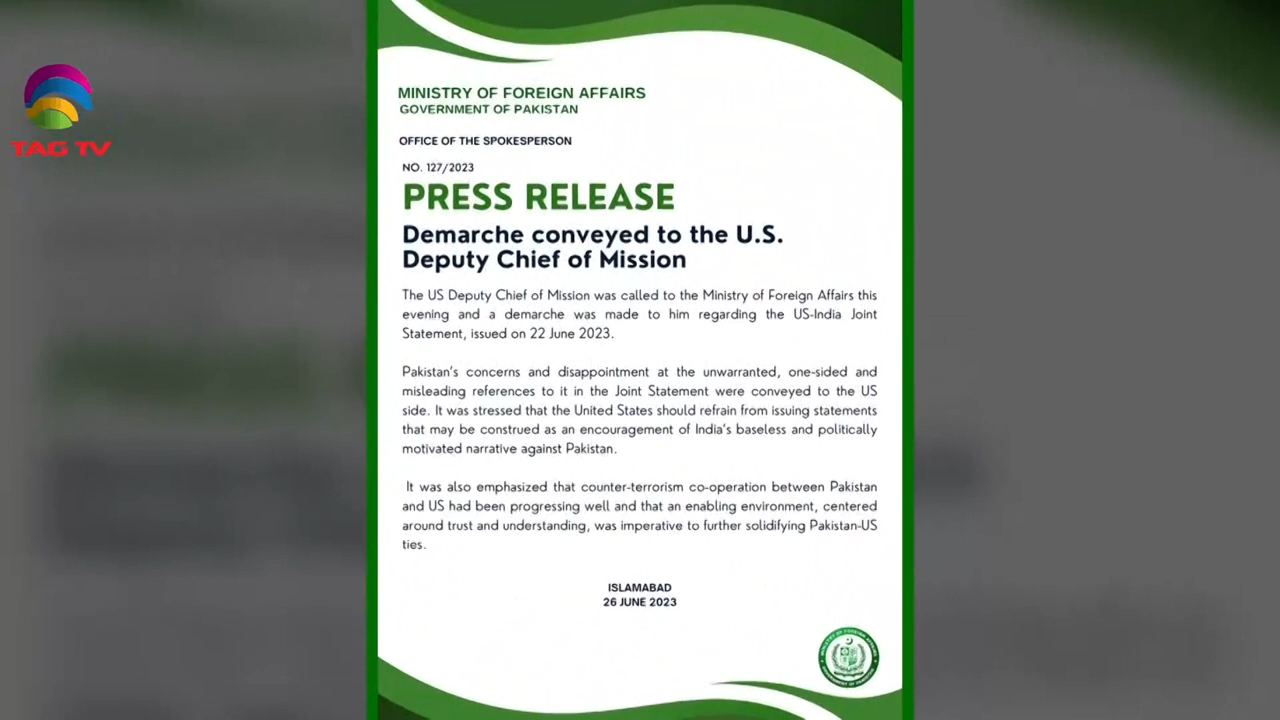 TAG TV
MINISTRY OF FOREIGN AFFAIRS
GOVERNMENT OF PAKISTAN
OFFICE OF THE SPOKESPERSON
NO. 127/2023
PRESS RELEASE
Demarche conveyed to the U.S.
Deputy Chief of Mission
The US Deputy Chief of Mission was called to the Ministry of Foreign Affairs this
evening and a demarche was made to him regarding the US-India Joint
Statement, issued on 22 June 2023.
Pakistan's concerns and disappointment at the unwarranted, one-sided and
misleading references to it in the Joint Statement were conveyed to the US
side. It was stressed that the United States should refrain from issuing statements
that may be construed as an encouragement of India's baseless and politically
motivated narrative against Pakistan.
It was also emphasized that counter-terrorism co-operation between Pakistan
and US had been progressing well and that an enabling environment, centered
around trust and understanding, was imperative to further solidifying Pakistan-US
ties.
ISLAMABAD
26 JUNE 2023
MINISTRY OF FOREIGN AFFAIRS
GOVERNMENT OF PAKISTAN